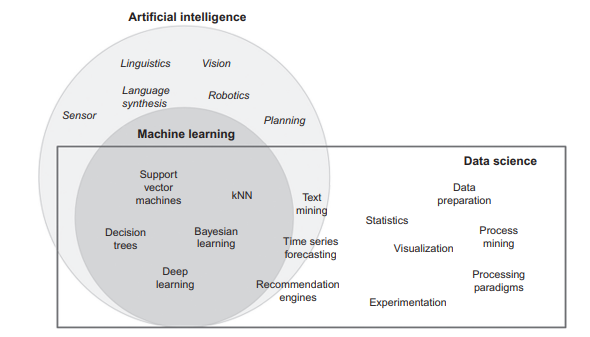 Artificial intelligence
Linguistics
Vision
Language
synthesis
Robotics
Sensor
Planning
Machine learning
Data science
Support
vector
machines
kNN
Text
mining
Data
preparation
Statistics
Decision
trees
Bayesian
learning
Time series
forecasting
Visualization
Process
mining
Deep
learning
Recommendation
engines
Processing
paradigms
Experimentation